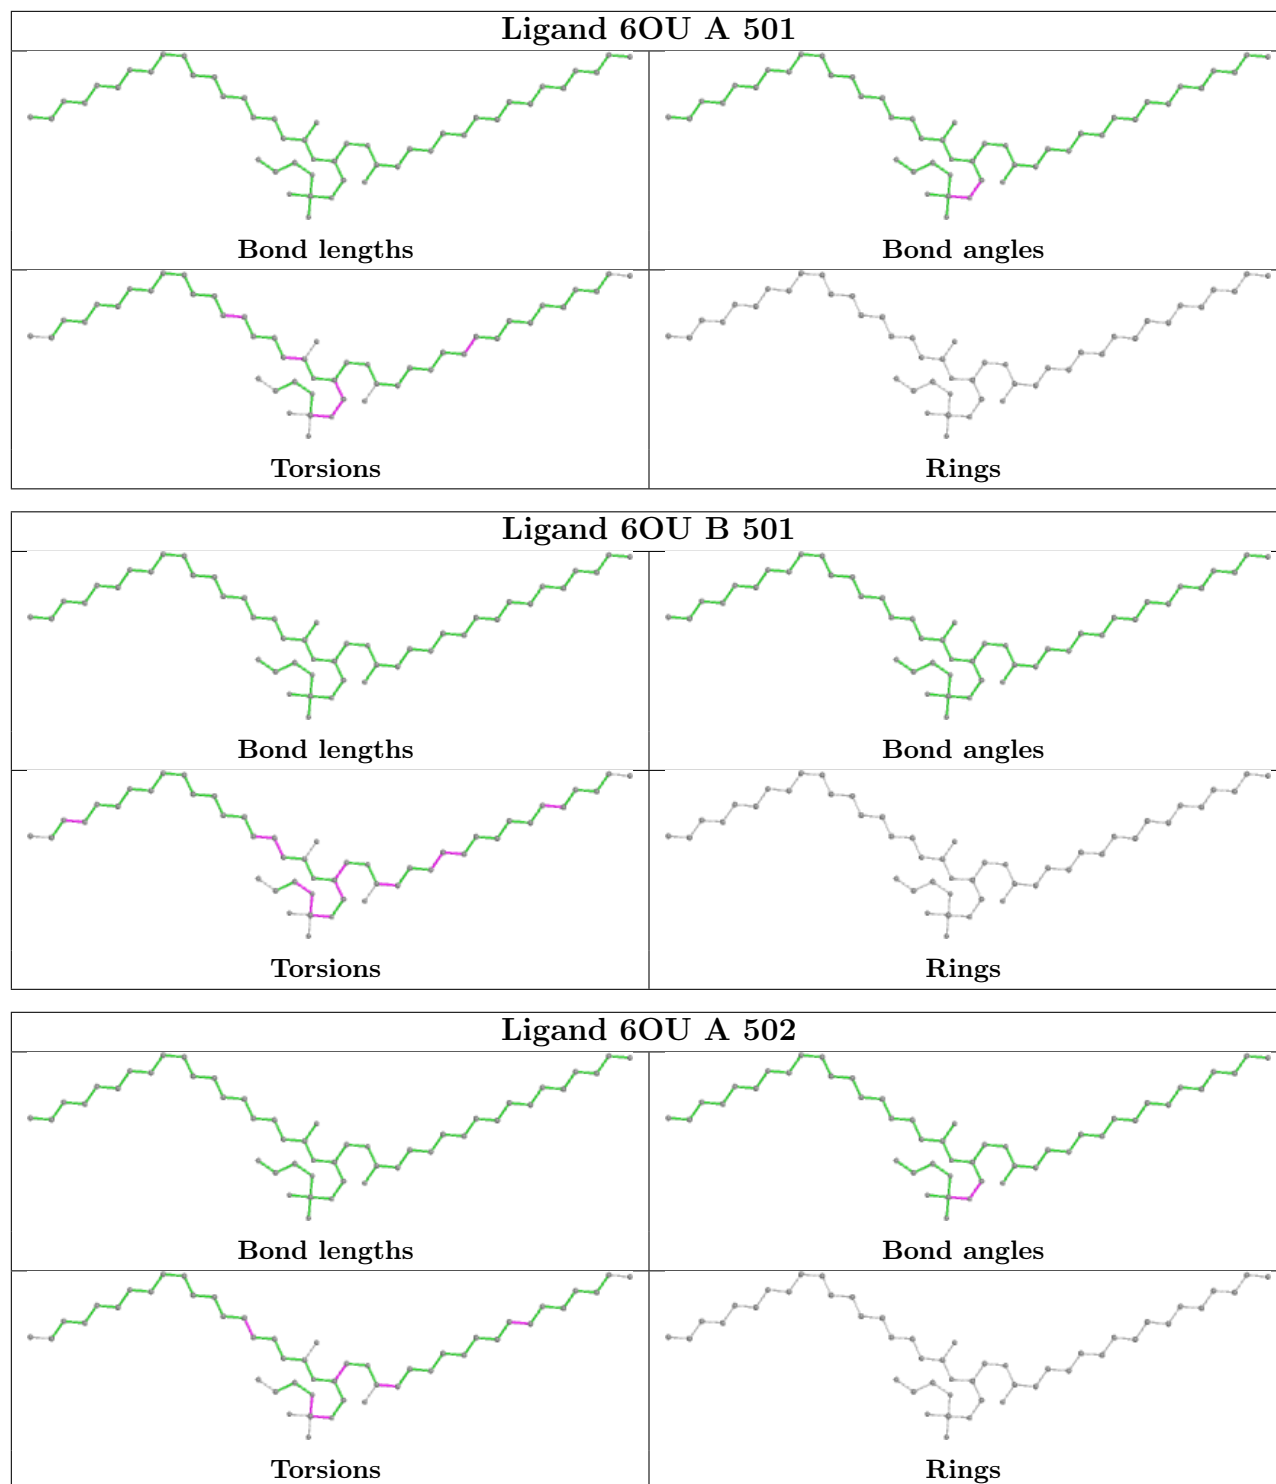 Ligand 6OU A 501
Bond lengths
Bond angles
Torsions
Rings
Ligand 6OU B 501
Bond lengths
Bond angles
Torsions
Rings
Ligand 6OU A 502
Bond lengths
Bond angles
Torsions
Rings